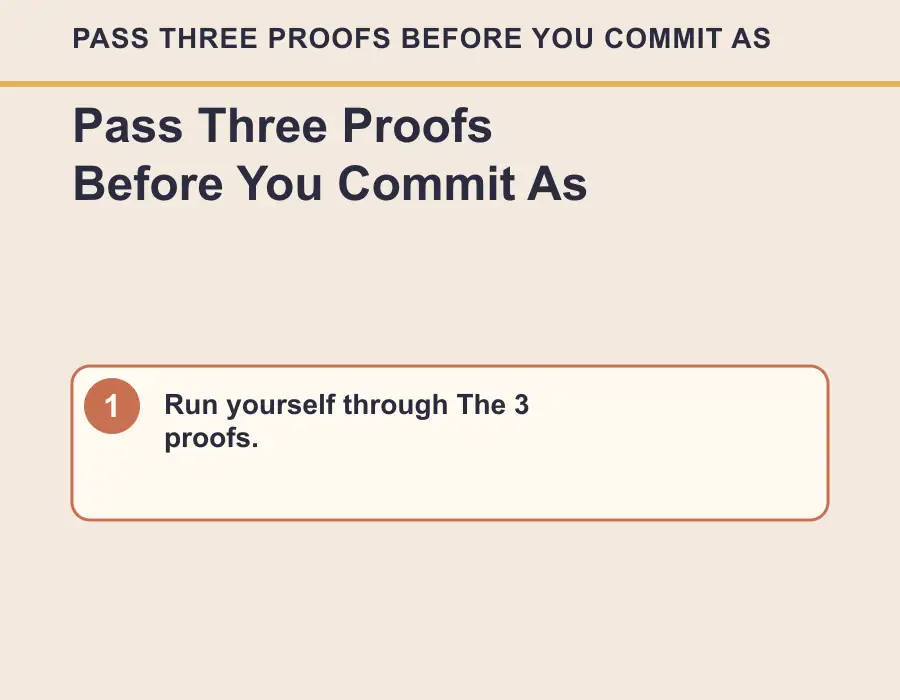 PASS THREE PROOFS BEFORE YOU COMMIT AS
Pass Three Proofs
Before You Commit As
1
Run yourself through The 3
proofs.